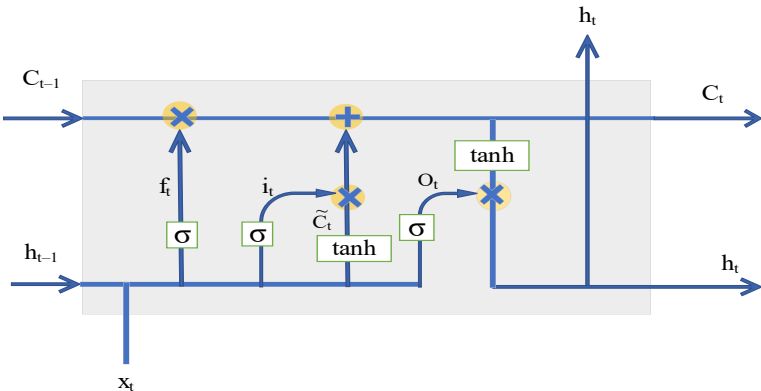 h_t
C_{t–1}
C_t
tanh
f_t
i_t
O_t
C̃_t
σ
σ
σ
tanh
h_{t–1}
h_t
x_t